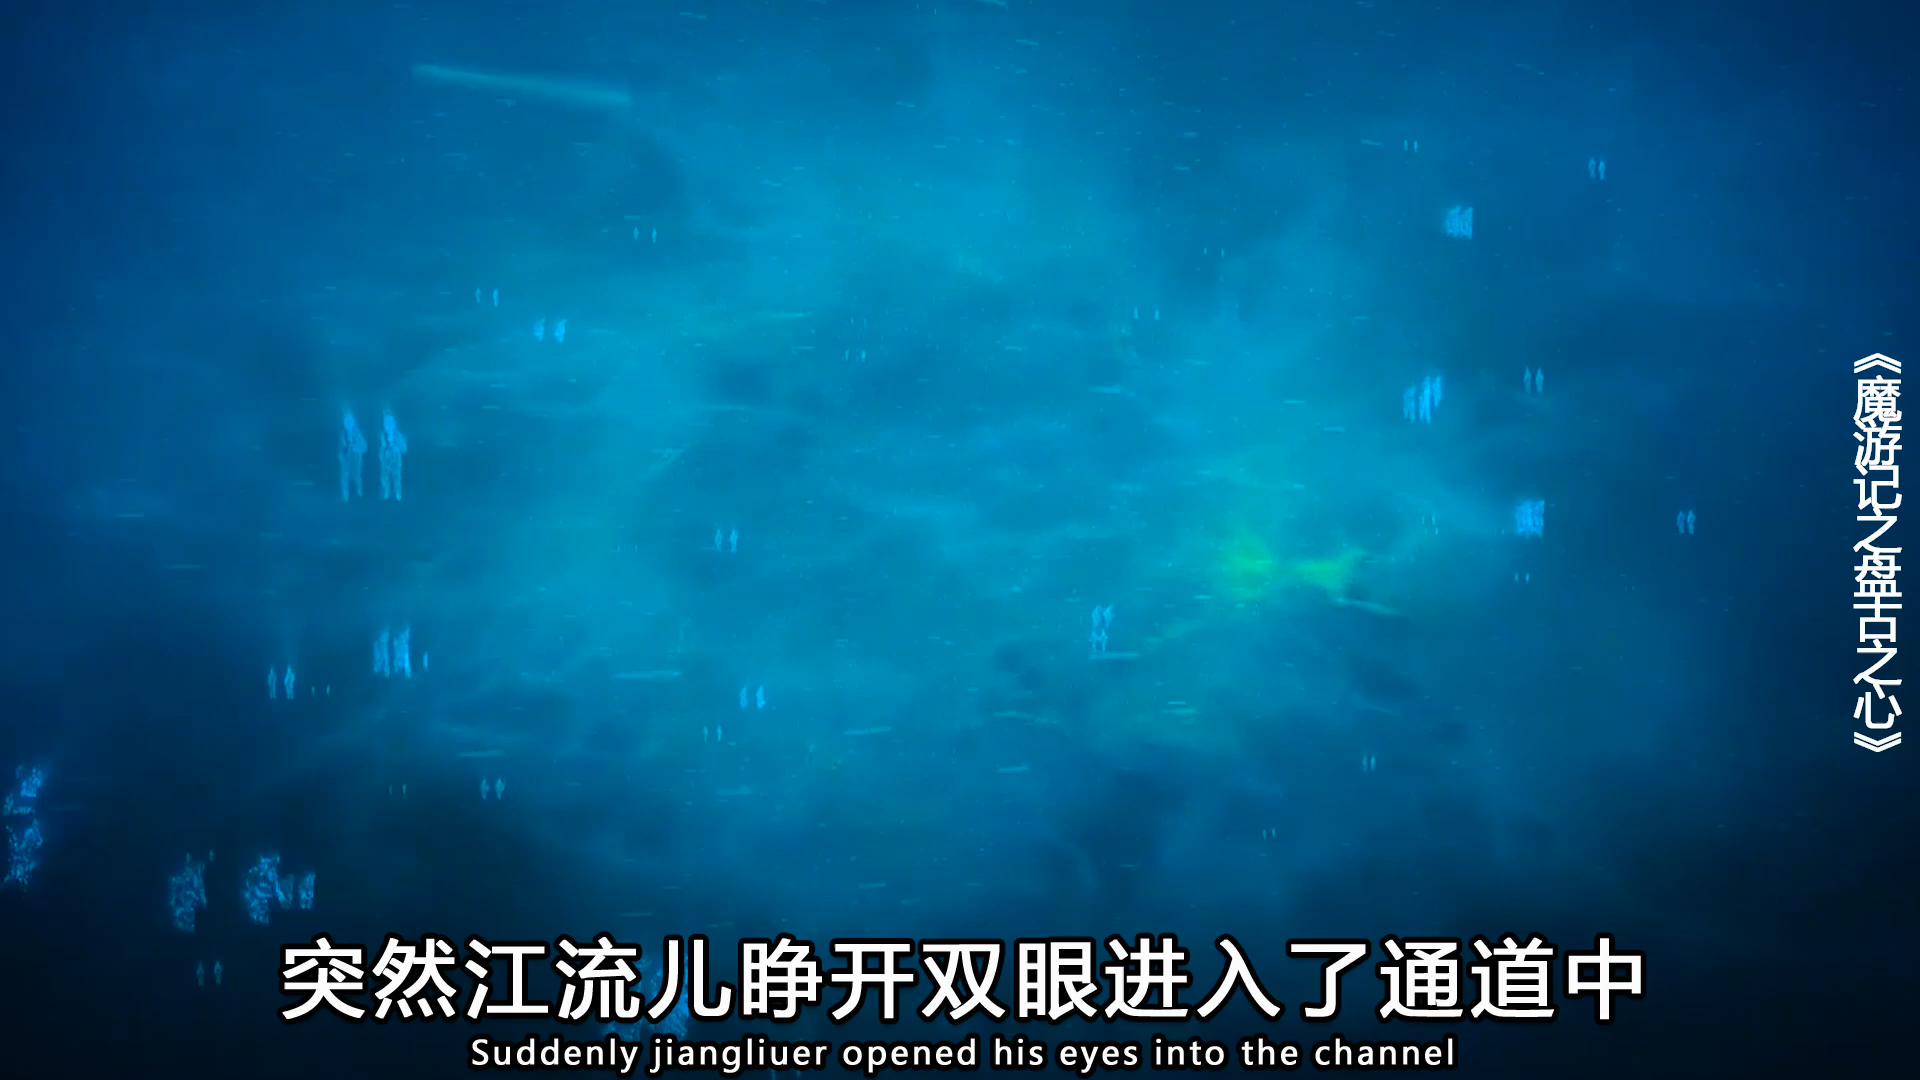 《魔游记之盘古之心》
突然江流儿睁开双眼进入了通道中
Suddenly jiangliuer opened his eyes into the channel